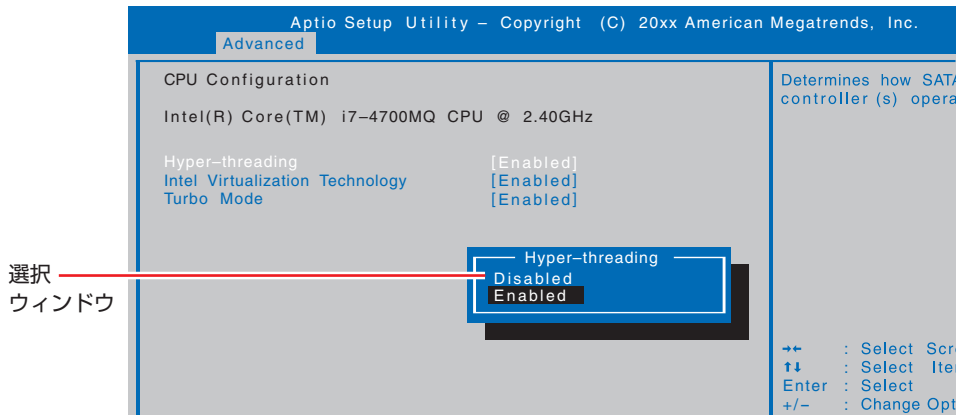 Aptio Setup Utility – Copyright (C) 20xx American Megatrends, Inc.
Advanced
CPU Configuration
Intel(R) Core(TM) i7–4700MQ CPU @ 2.40GHz
Hyper–threading [Enabled]
Intel Virtualization Technology [Enabled]
Turbo Mode [Enabled]
Determines how SATA
controller (s) opera
Hyper–threading
Disabled
Enabled
選択
ウィンドウ
→← : Select Scre
↑↓ : Select Ite
Enter : Select
+/– : Change Opt